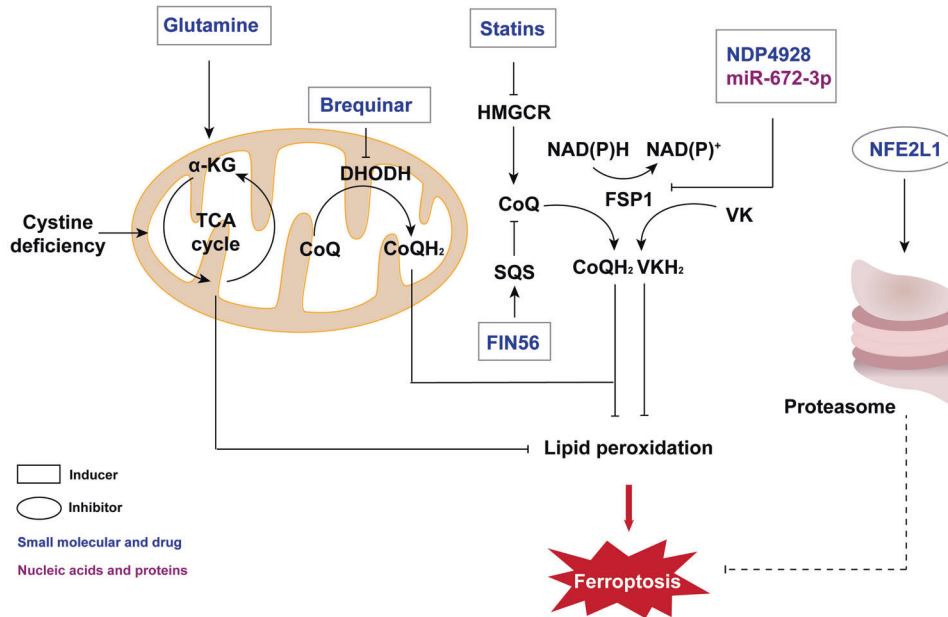 Glutamine
Statins
NDP4928
miR-672-3p
Brequinar
HMGCR
NAD(P)H
NAD(P)⁺
NFE2L1
α-KG
DHODH
FSP1
CoQ
VK
Cystine
deficiency
TCA
cycle
CoQ
CoQH₂
SQS
CoQH₂
VKH₂
FIN56
Proteasome
Lipid peroxidation
Inducer
Inhibitor
Small molecular and drug
Nucleic acids and proteins
Ferroptosis